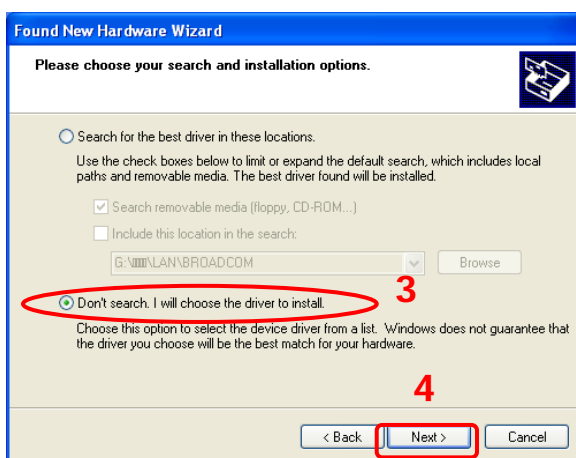 Found New Hardware Wizard
Please choose your search and installation options.
Search for the best driver in these locations.
Use the check boxes below to limit or expand the default search, which includes local
paths and removable media. The best driver found will be installed.
Search removable media (floppy, CD-ROM...)
Include this location in the search:
G:\ \LAN\BROADCOM
Browse
3
Don't search. I will choose the driver to install.
Choose this option to select the device driver from a list. Windows does not guarantee that
the driver you choose will be the best match for your hardware.
4
< Back
Next >
Cancel